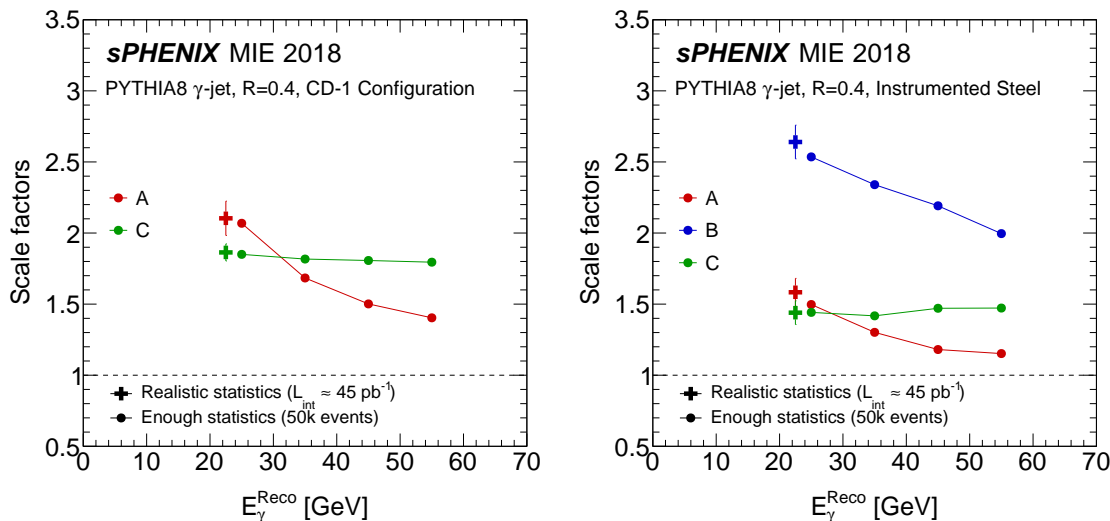 sPHENIX MIE 2018
PYTHIA8 γ-jet, R=0.4, CD-1 Configuration
Scale factors
3.5
3
2.5
2
1.5
1
0.5
A
C
Realistic statistics (L_int ≈ 45 pb^-1)
Enough statistics (50k events)
0 10 20 30 40 50 60 70
E_γ^Reco [GeV]
sPHENIX MIE 2018
PYTHIA8 γ-jet, R=0.4, Instrumented Steel
Scale factors
3.5
3
2.5
2
1.5
1
0.5
A
B
C
Realistic statistics (L_int ≈ 45 pb^-1)
Enough statistics (50k events)
0 10 20 30 40 50 60 70
E_γ^Reco [GeV]